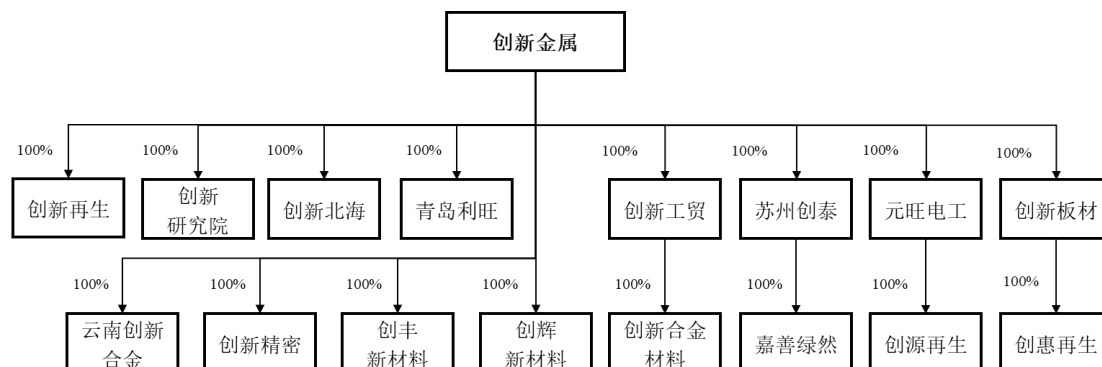 创新金属
100%
100%
100%
100%
100%
100%
100%
100%
创新再生
创新
研究院
创新北海
青岛利旺
创新工贸
苏州创泰
元旺电工
创新板材
100%
100%
100%
100%
100%
100%
100%
100%
云南创新
合金
创新精密
创丰
新材料
创辉
新材料
创新合金
材料
嘉善绿然
创源再生
创惠再生